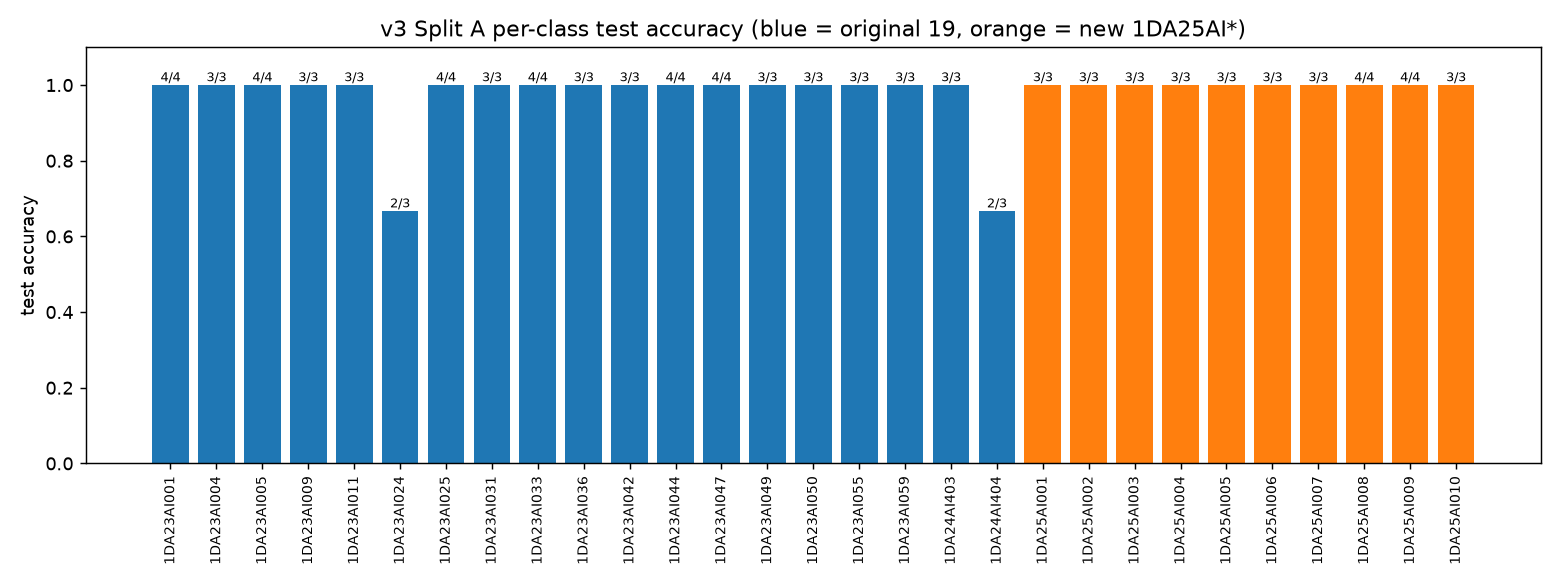 v3 Split A per-class test accuracy (blue = original 19, orange = new 1DA25AI*)
4/4 3/3 4/4 3/3 3/3 2/3 4/4 3/3 4/4 3/3 3/3 4/4 4/4 3/3 3/3 3/3 3/3 3/3 2/3 3/3 3/3 3/3 3/3 3/3 3/3 3/3 4/4 4/4 3/3
test accuracy
1.0
0.8
0.6
0.4
0.2
0.0
1DA23AI001
1DA23AI004
1DA23AI005
1DA23AI009
1DA23AI011
1DA23AI024
1DA23AI025
1DA23AI031
1DA23AI033
1DA23AI036
1DA23AI042
1DA23AI044
1DA23AI047
1DA23AI049
1DA23AI050
1DA23AI055
1DA23AI059
1DA24AI403
1DA24AI404
1DA25AI001
1DA25AI002
1DA25AI003
1DA25AI004
1DA25AI005
1DA25AI006
1DA25AI007
1DA25AI008
1DA25AI009
1DA25AI010